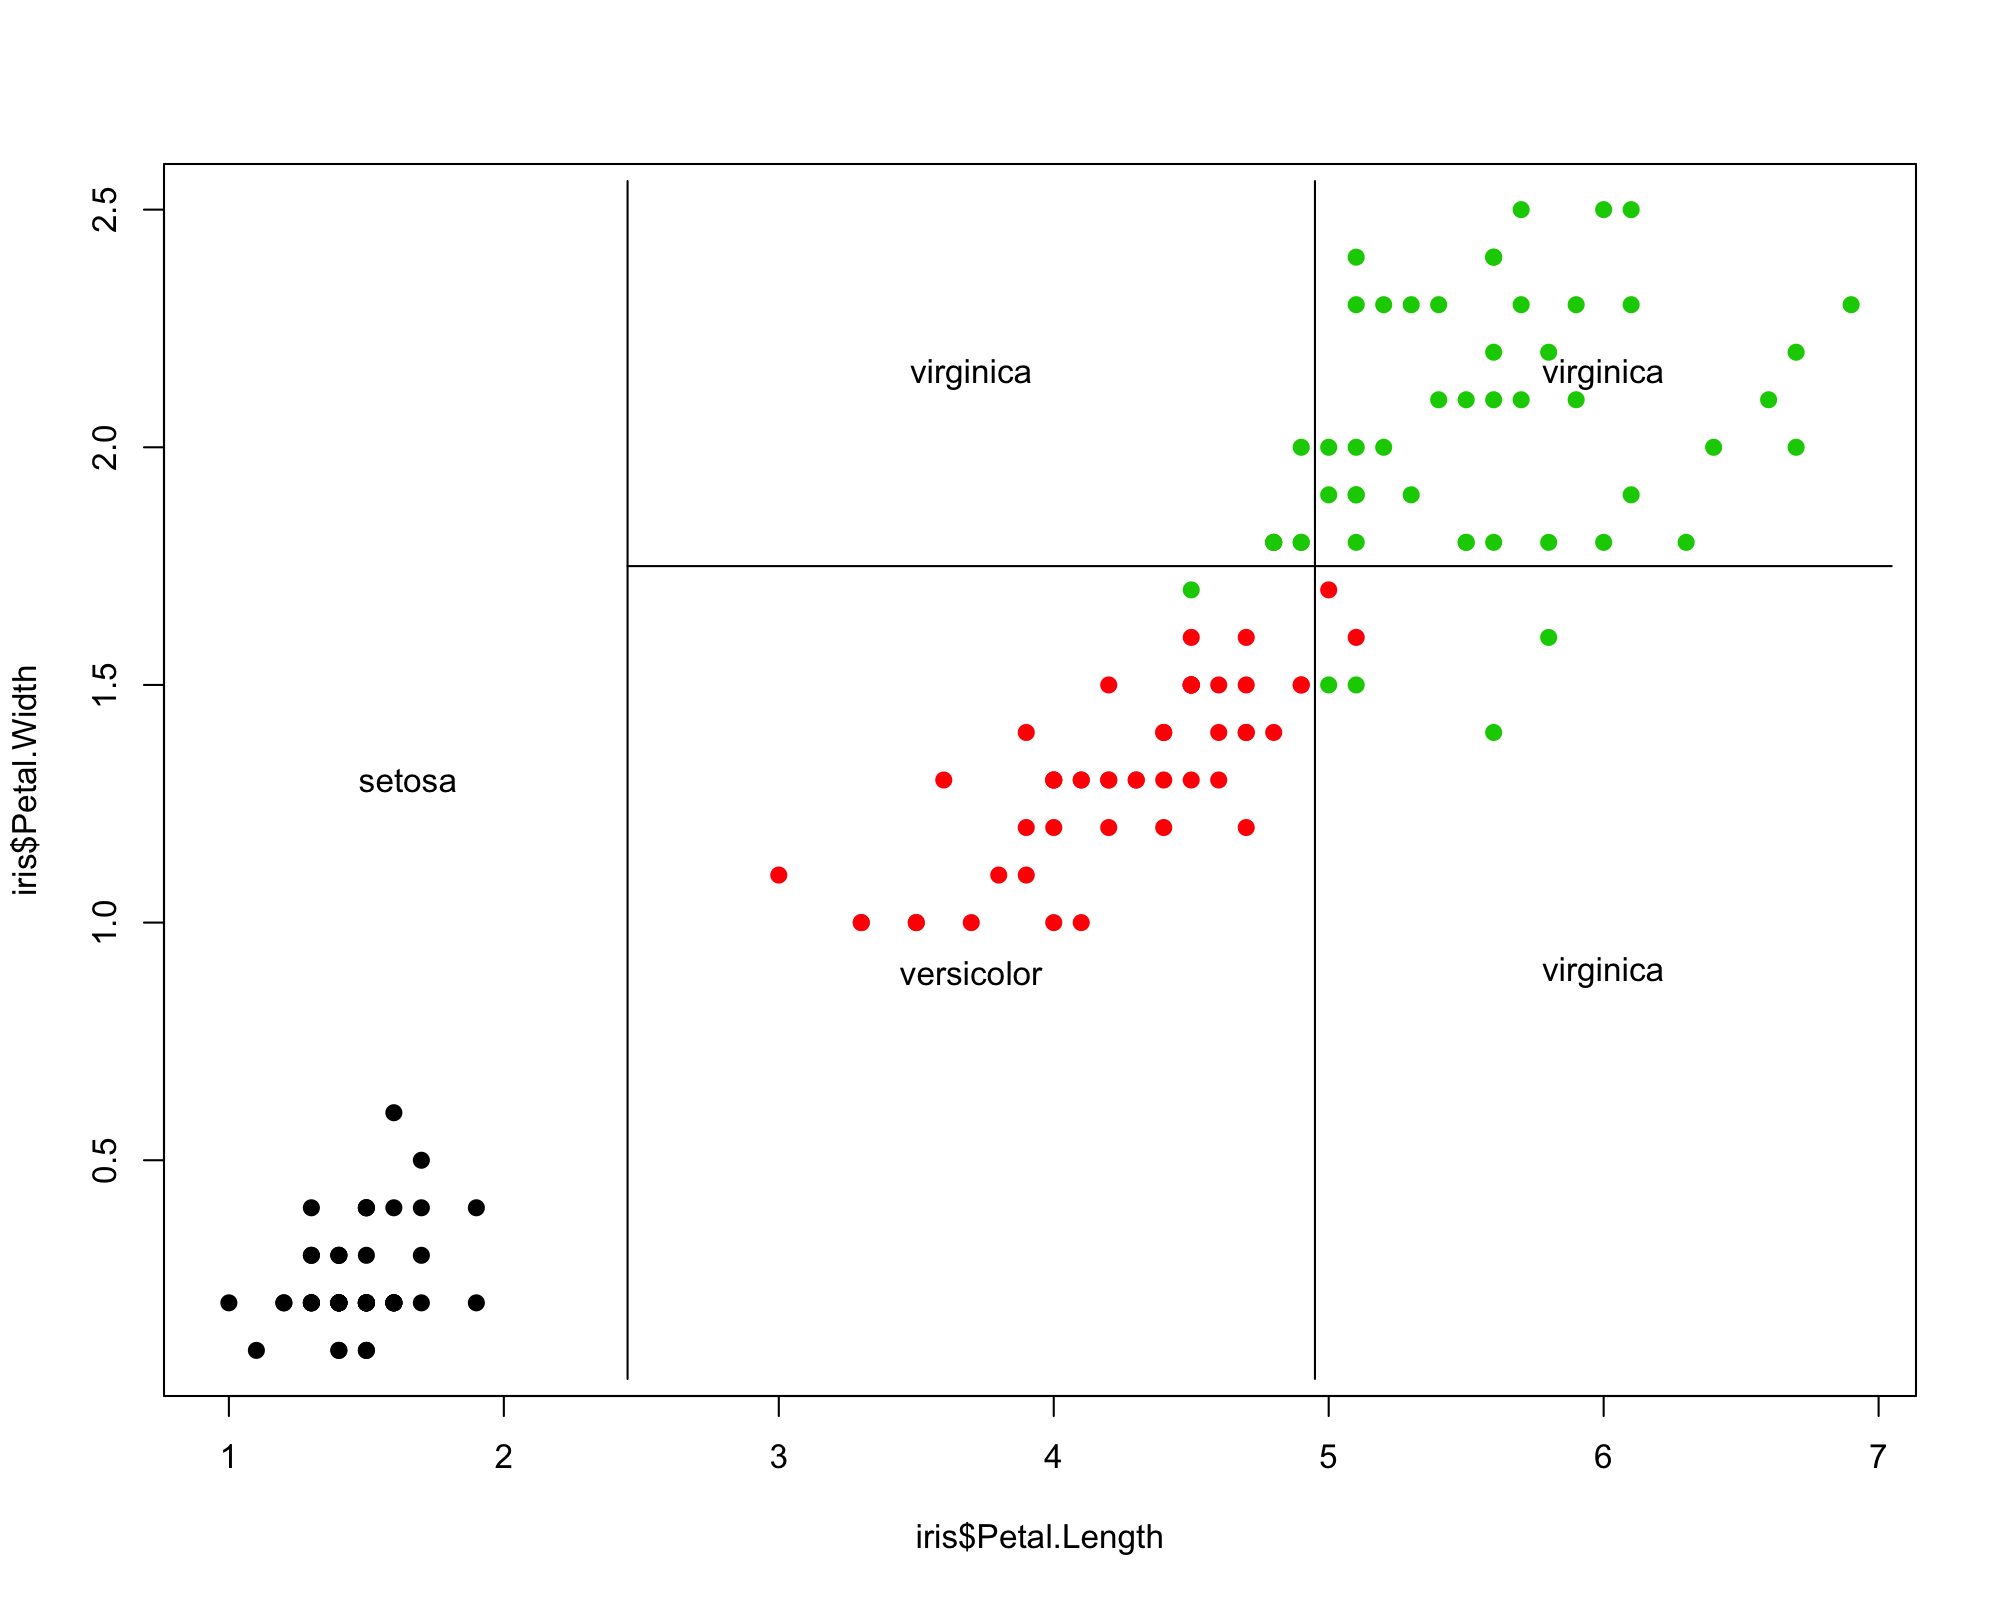 2.5
virginica
virginica
2.0
1.5
setosa
iris$Petal.Width
1.0
versicolor
virginica
0.5
1 2 3 4 5 6 7
iris$Petal.Length